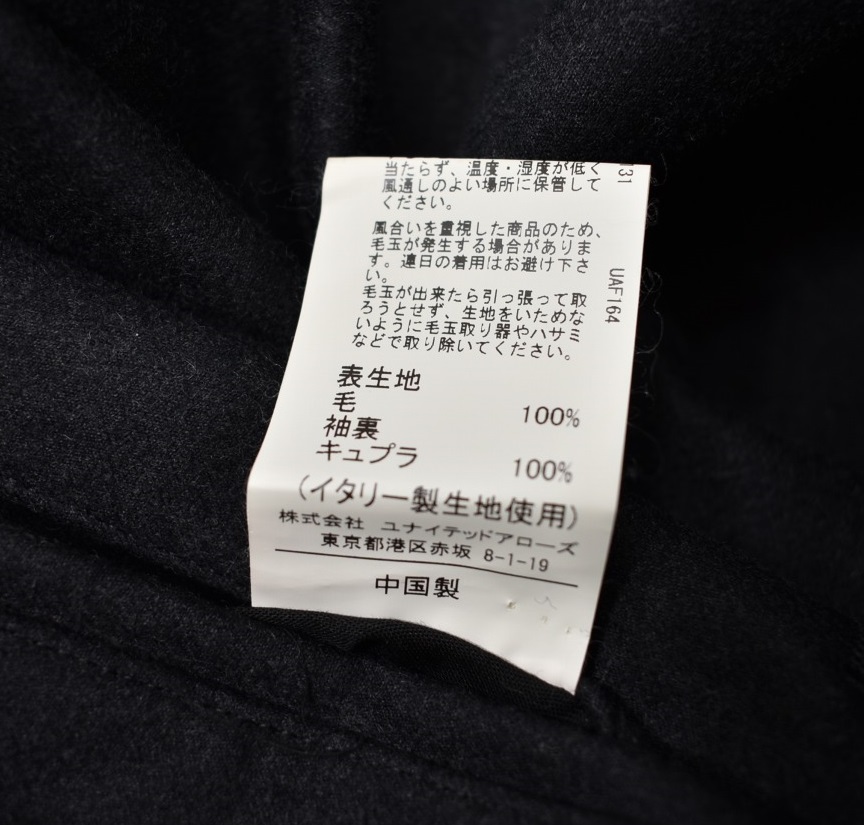 当たらず、温度・湿度が低く
風通しのよい場所に保管して
ください。
風合いを重視した商品のため、
毛玉が発生する場合がありま
す。連日の着用はお避け下さ
い。
毛玉が出来たら引っ張って取
ろうとせず、生地をいためな
いように毛玉取り器やハサミ
などで取り除いてください。
表生地
毛 100%
袖裏
キュプラ 100%
(イタリー製生地使用)
株式会社 ユナイテッドアローズ
東京都港区赤坂 8-1-19
中国製
UAF164